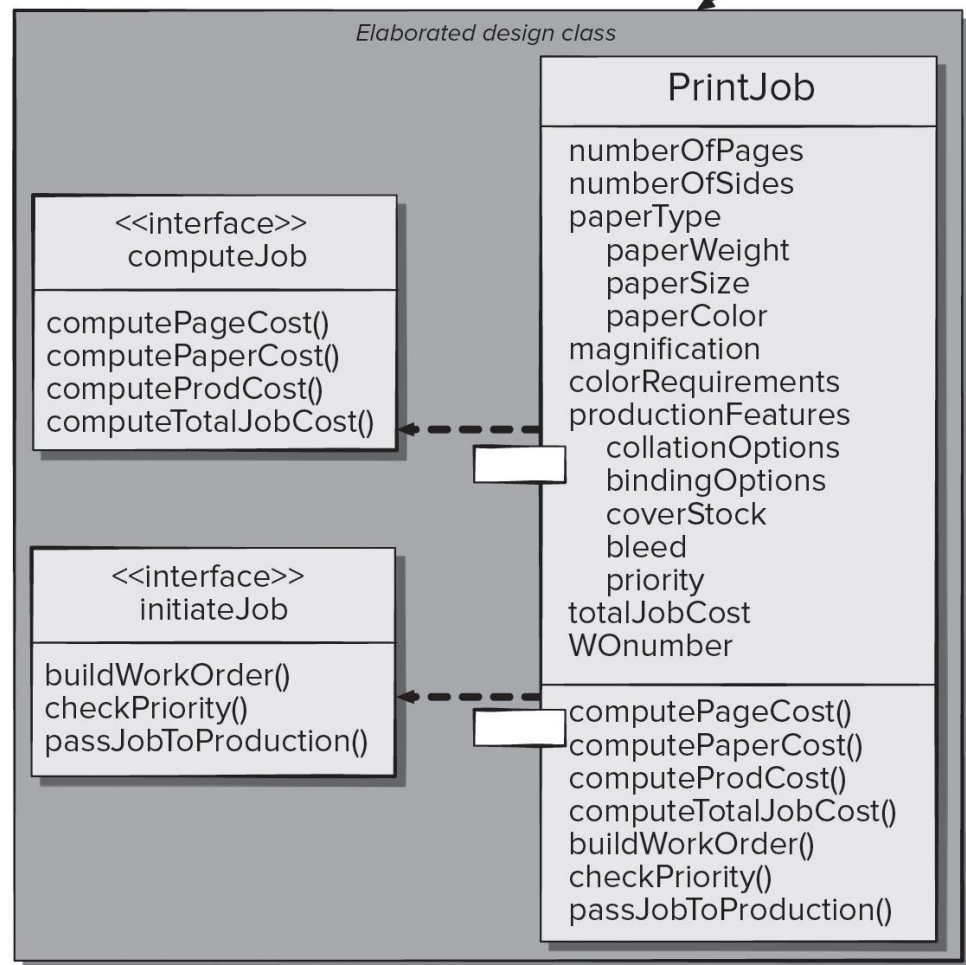 Elaborated design class
<<interface>>
computeJob
computePageCost()
computePaperCost()
computeProdCost()
computeTotalJobCost()
<<interface>>
initiateJob
buildWorkOrder()
checkPriority()
passJobToProduction()
PrintJob
numberOfPages
numberOfSides
paperType
paperWeight
paperSize
paperColor
magnification
colorRequirements
productionFeatures
collationOptions
bindingOptions
coverStock
bleed
priority
totalJobCost
WOnumber
computePageCost()
computePaperCost()
computeProdCost()
computeTotalJobCost()
buildWorkOrder()
checkPriority()
passJobToProduction()